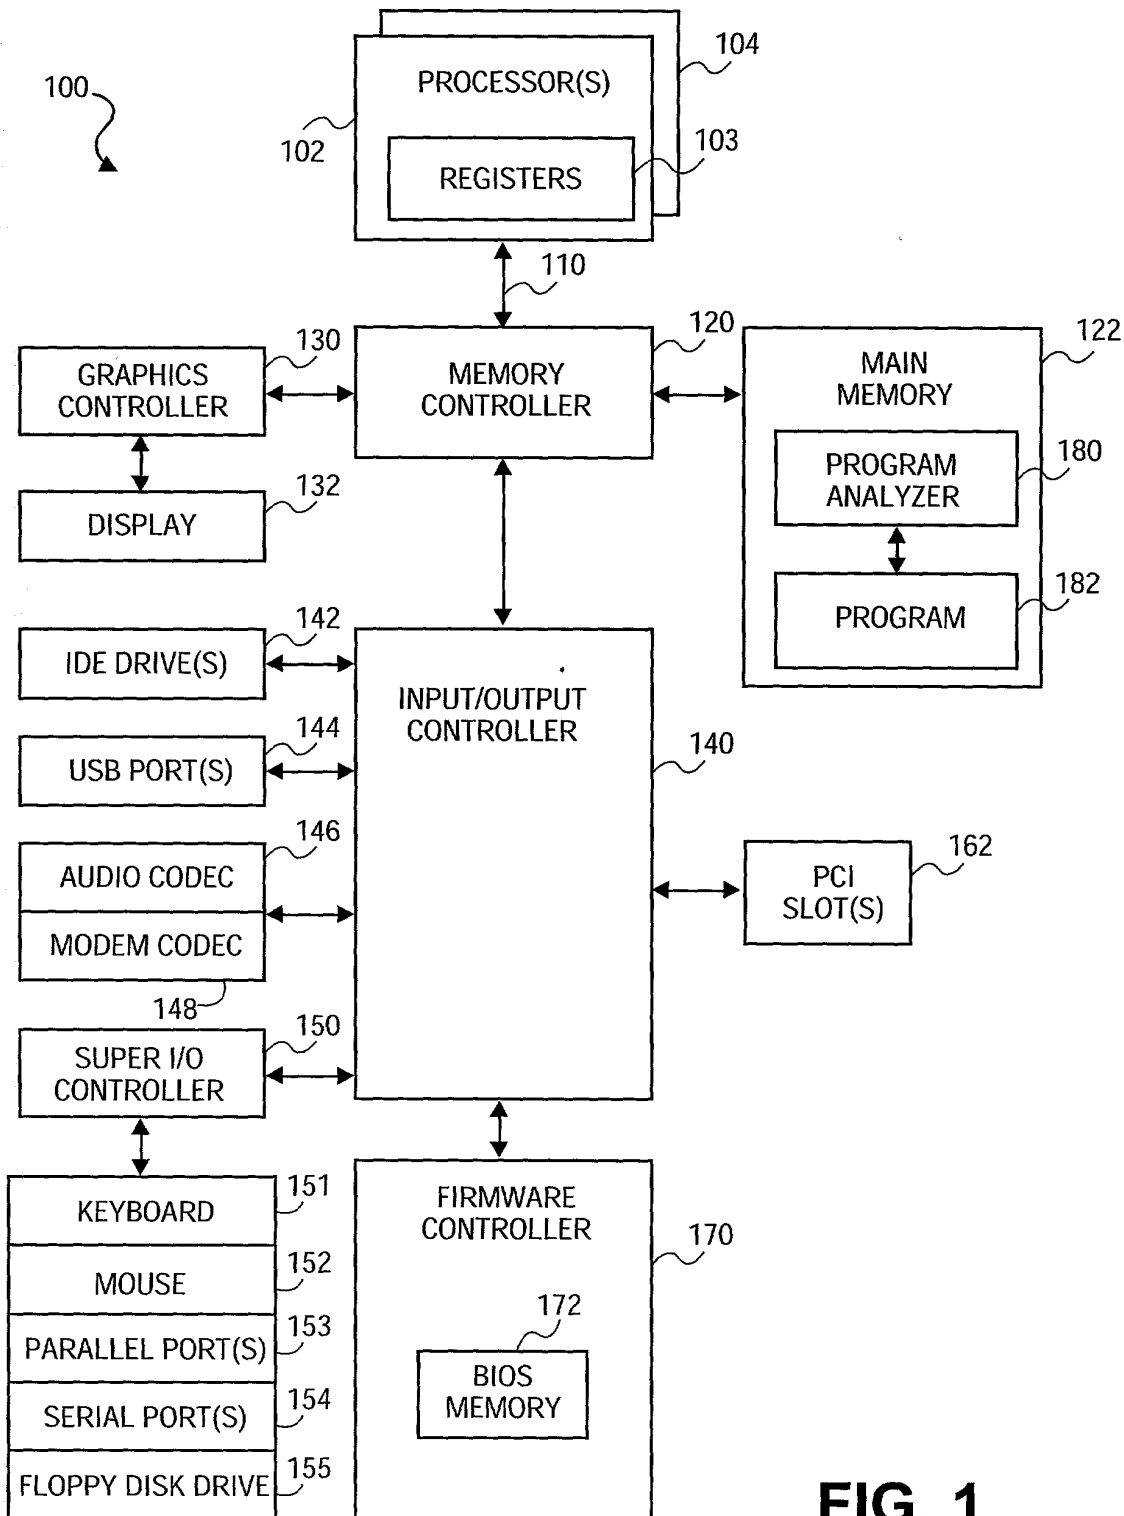 104
PROCESSOR(S)
100
102
103
REGISTERS
110
120
130
122
GRAPHICS
CONTROLLER
MEMORY
CONTROLLER
MAIN
MEMORY
180
PROGRAM
ANALYZER
132
DISPLAY
182
PROGRAM
142
IDE DRIVE(S)
INPUT/OUTPUT
CONTROLLER
144
USB PORT(S)
140
146
AUDIO CODEC
162
PCI
SLOT(S)
MODEM CODEC
148
150
SUPER I/O
CONTROLLER
151
KEYBOARD
FIRMWARE
CONTROLLER
170
152
MOUSE
153
PARALLEL PORT(S)
172
BIOS
MEMORY
154
SERIAL PORT(S)
155
FLOPPY DISK DRIVE
FIG. 1